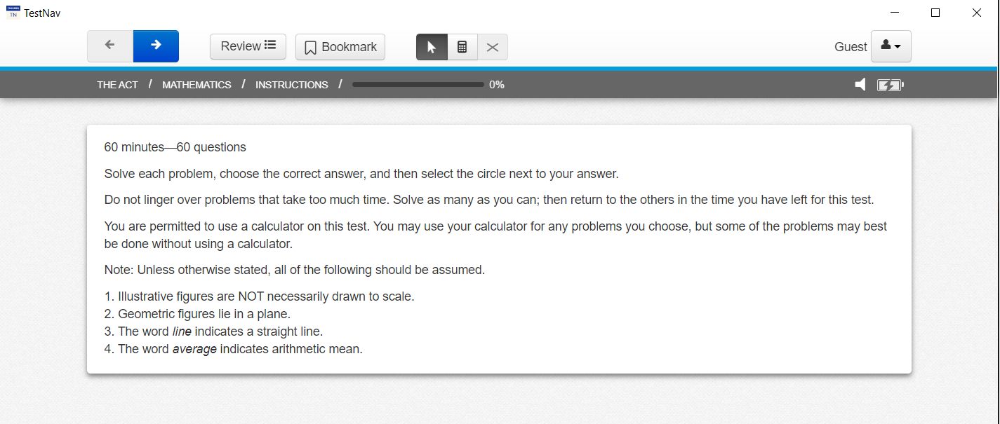 PEARSON
TN
TestNav
Review
Bookmark
Guest
THE ACT / MATHEMATICS / INSTRUCTIONS / 0%
60 minutes—60 questions
Solve each problem, choose the correct answer, and then select the circle next to your answer.
Do not linger over problems that take too much time. Solve as many as you can; then return to the others in the time you have left for this test.
You are permitted to use a calculator on this test. You may use your calculator for any problems you choose, but some of the problems may best
be done without using a calculator.
Note: Unless otherwise stated, all of the following should be assumed.
1. Illustrative figures are NOT necessarily drawn to scale.
2. Geometric figures lie in a plane.
3. The word line indicates a straight line.
4. The word average indicates arithmetic mean.